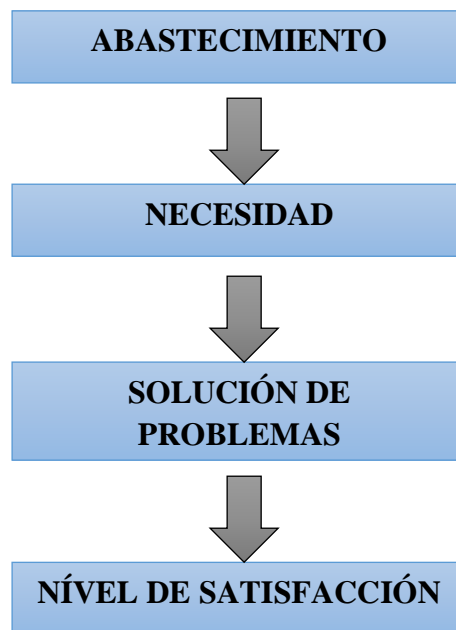 ABASTECIMIENTO
NECESIDAD
SOLUCIÓN DE
PROBLEMAS
NÍVEL DE SATISFACCIÓN